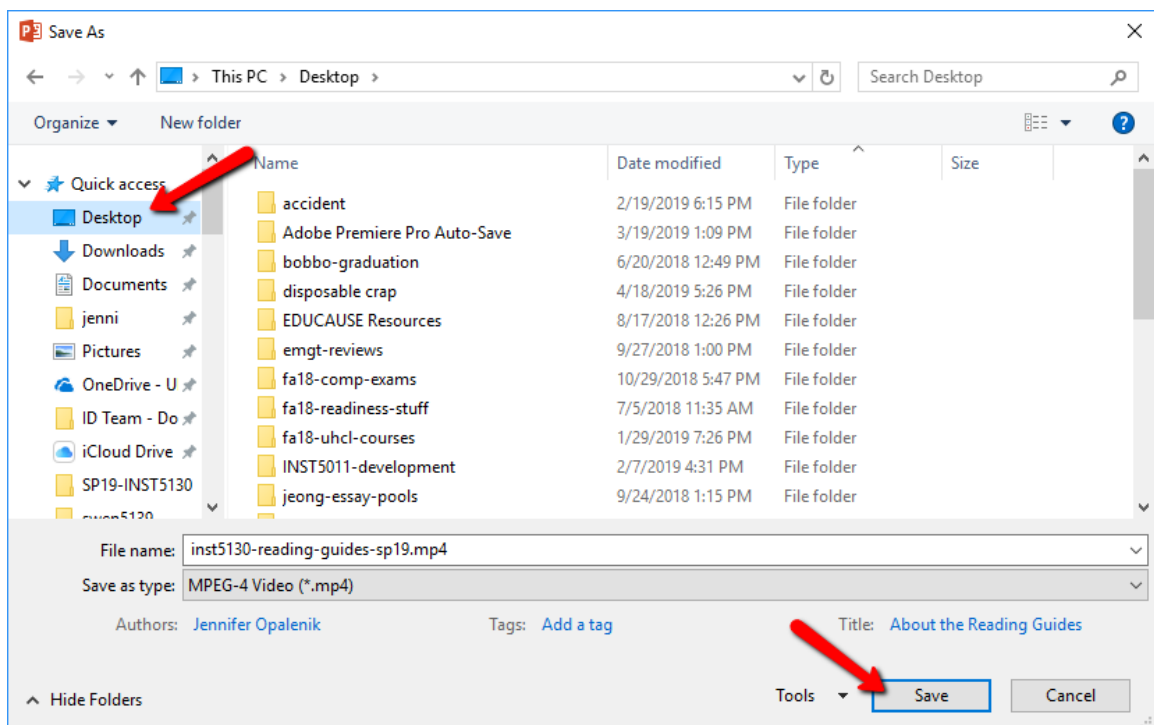 Save As
This PC > Desktop >
Search Desktop
Organize
New folder
Name Date modified Type Size
Quick access
Desktop
Downloads
Documents
jenni
Pictures
OneDrive - U
ID Team - Do
iCloud Drive
SP19-INST5130
accident 2/19/2019 6:15 PM File folder
Adobe Premiere Pro Auto-Save 3/19/2019 1:09 PM File folder
bobbo-graduation 6/20/2018 12:49 PM File folder
disposable crap 4/18/2019 5:26 PM File folder
EDUCAUSE Resources 8/17/2018 12:26 PM File folder
emgt-reviews 9/27/2018 1:00 PM File folder
fa18-comp-exams 10/29/2018 5:47 PM File folder
fa18-readiness-stuff 7/5/2018 11:35 AM File folder
fa18-uhcl-courses 1/29/2019 7:26 PM File folder
INST5011-development 2/7/2019 4:31 PM File folder
jeong-essay-pools 9/24/2018 1:15 PM File folder
File name: inst5130-reading-guides-sp19.mp4
Save as type: MPEG-4 Video (*.mp4)
Authors: Jennifer Opalenik Tags: Add a tag Title: About the Reading Guides
Hide Folders Tools Save Cancel